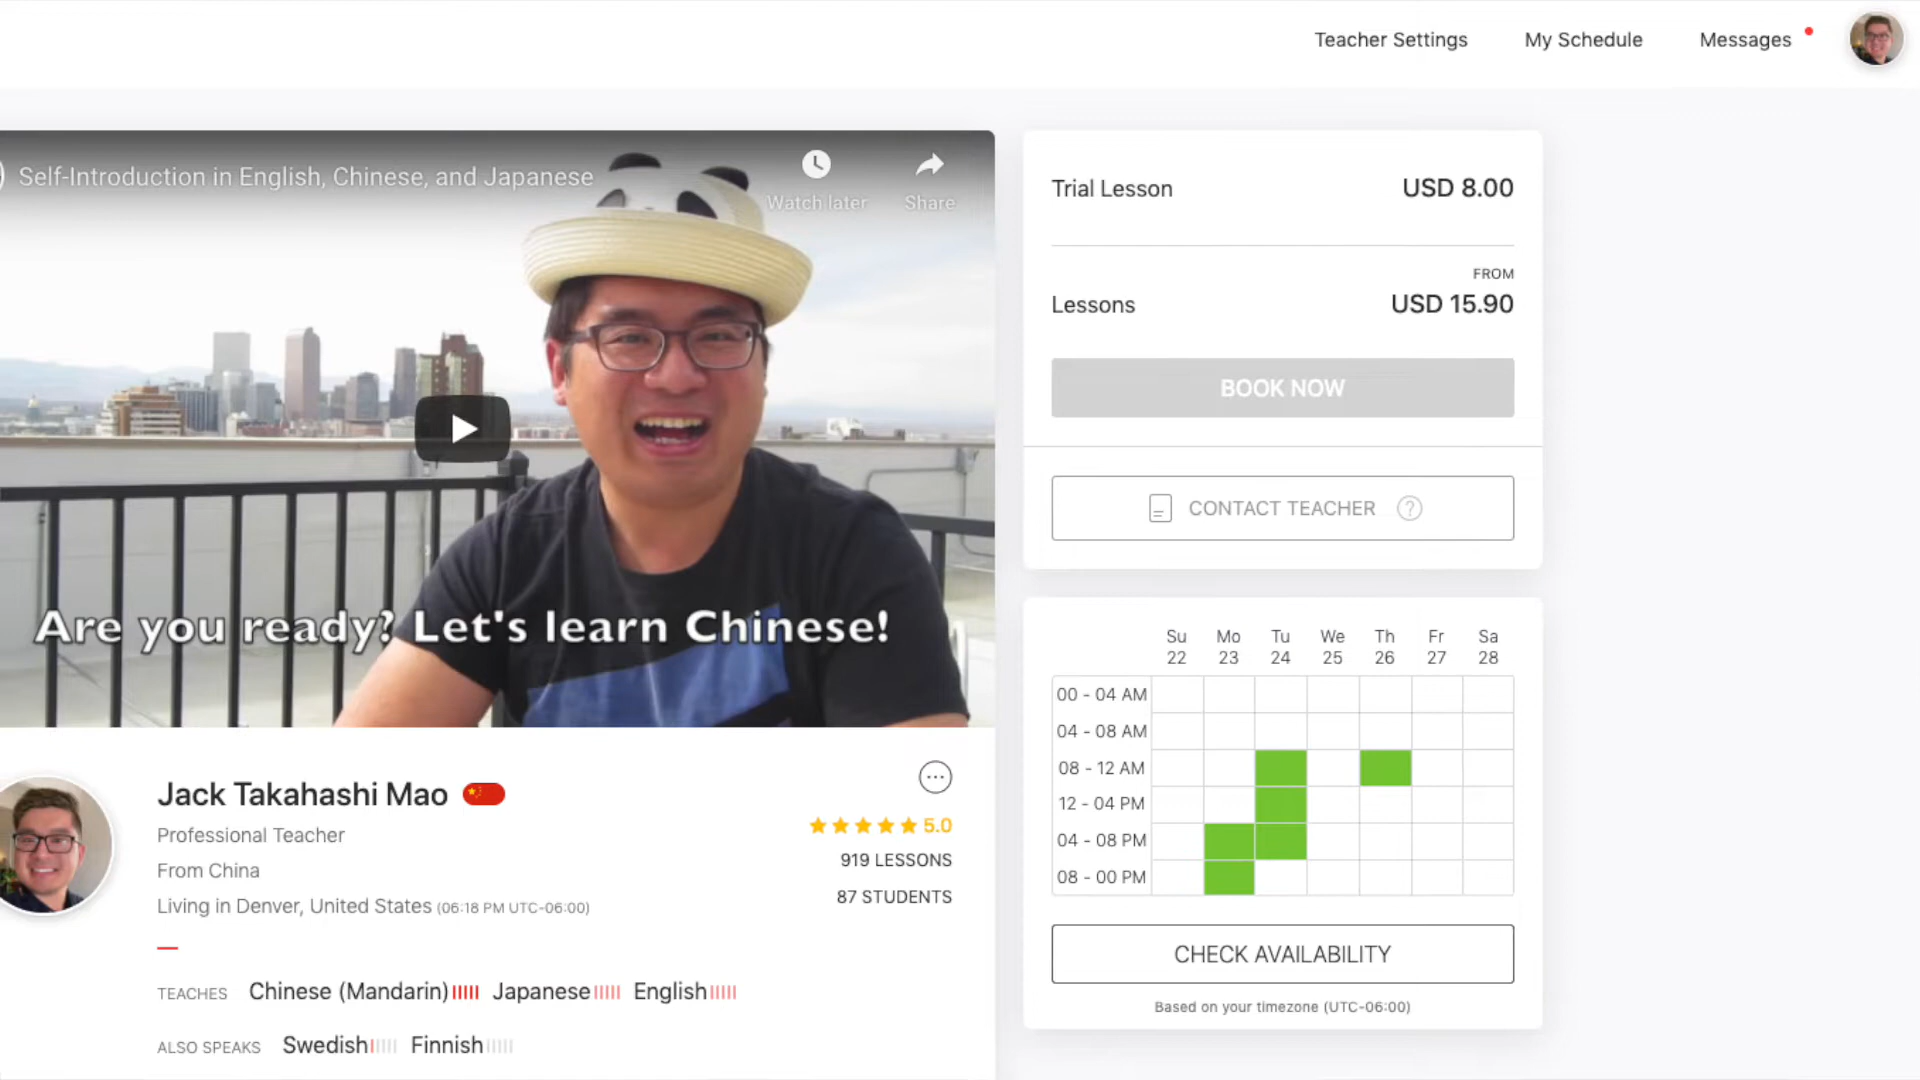 Teacher Settings
My Schedule
Messages
Self-Introduction in English, Chinese, and Japanese
Watch later
Share
Are you ready? Let's learn Chinese!
Trial Lesson USD 8.00
FROM
Lessons USD 15.90
BOOK NOW
CONTACT TEACHER ?
Su Mo Tu We Th Fr Sa
22 23 24 25 26 27 28
00 - 04 AM
04 - 08 AM
08 - 12 AM
12 - 04 PM
04 - 08 PM
08 - 00 PM
CHECK AVAILABILITY
Based on your timezone (UTC-06:00)
Jack Takahashi Mao
Professional Teacher
From China
Living in Denver, United States (06:18 PM UTC-06:00)
5.0
919 LESSONS
87 STUDENTS
TEACHES Chinese (Mandarin) Japanese English
ALSO SPEAKS Swedish Finnish